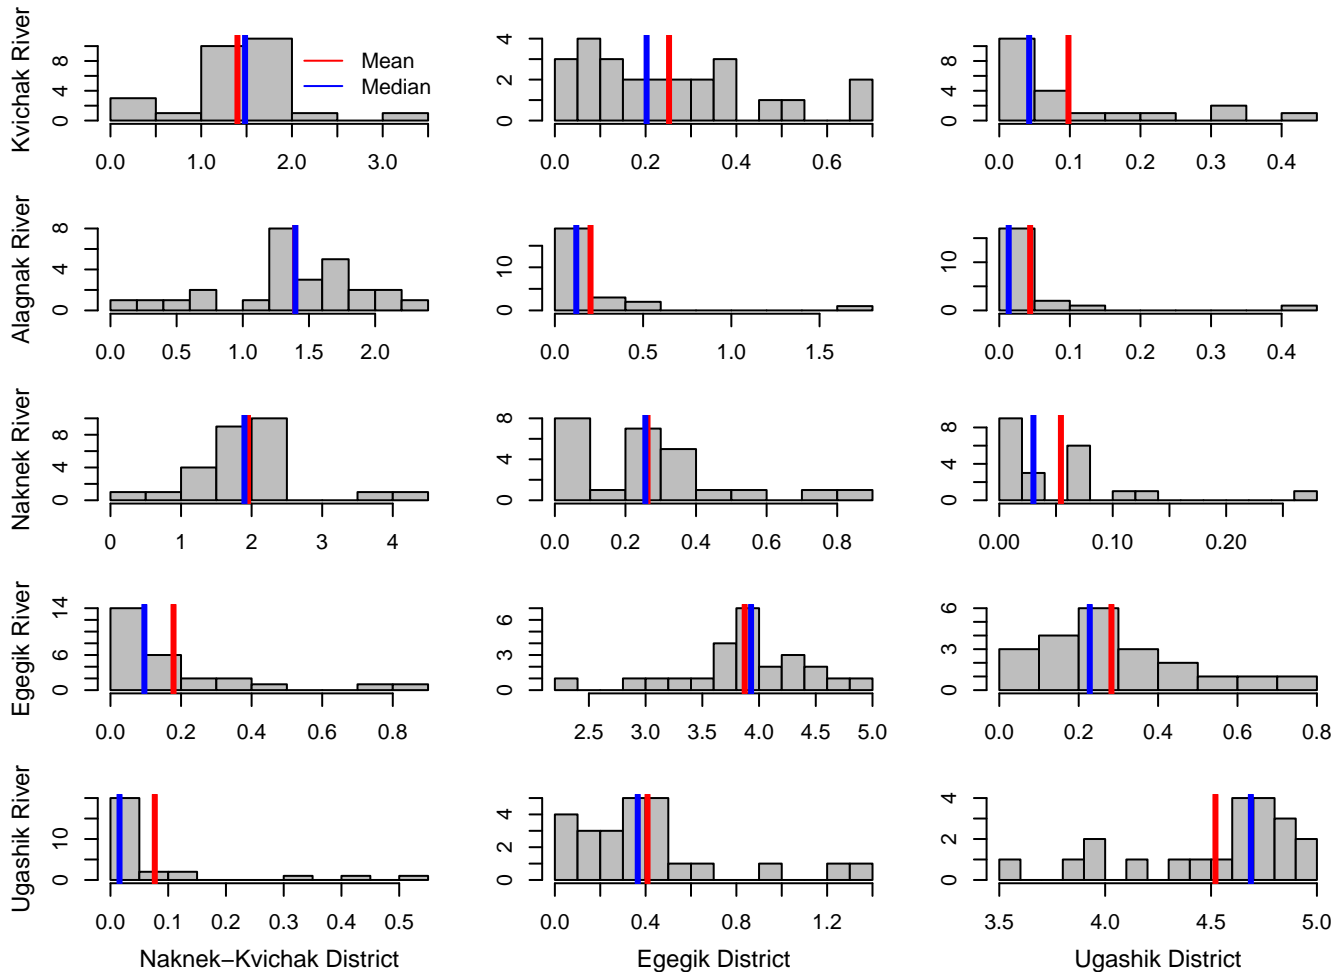 Kvichak River
0 4 8
0.0 1.0 2.0 3.0
Mean
Median
0 2 4
0.0 0.2 0.4 0.6
0 4 8
0.0 0.1 0.2 0.3 0.4
Alagnak River
0 4 8
0.0 0.5 1.0 1.5 2.0
0 10
0.0 0.5 1.0 1.5
0 10
0.0 0.1 0.2 0.3 0.4
Naknek River
0 4 8
0 1 2 3 4
0 4 8
0.0 0.2 0.4 0.6 0.8
0 4 8
0.00 0.10 0.20
Egegik River
0 6 14
0.0 0.2 0.4 0.6 0.8
0 3 6
2.5 3.0 3.5 4.0 4.5 5.0
0 3 6
0.0 0.2 0.4 0.6 0.8
Ugashik River
0 10
0.0 0.1 0.2 0.3 0.4 0.5
0 2 4
0.0 0.4 0.8 1.2
0 2 4
3.5 4.0 4.5 5.0
Naknek−Kvichak District
Egegik District
Ugashik District